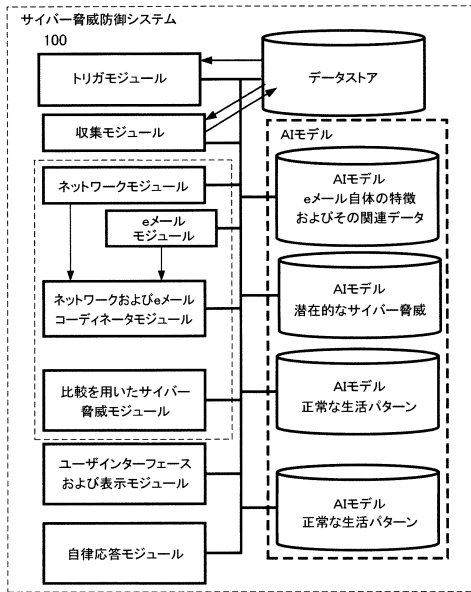 サイバー脅威防御システム
100
トリガモジュール
データストア
収集モジュール
AIモデル
ネットワークモジュール
AIモデル
eメール自体の特徴
およびその関連データ
eメール
モジュール
ネットワークおよびeメール
コーディネータモジュール
AIモデル
潜在的なサイバー脅威
比較を用いたサイバー
脅威モジュール
AIモデル
正常な生活パターン
ユーザインターフェース
および表示モジュール
AIモデル
正常な生活パターン
自律応答モジュール